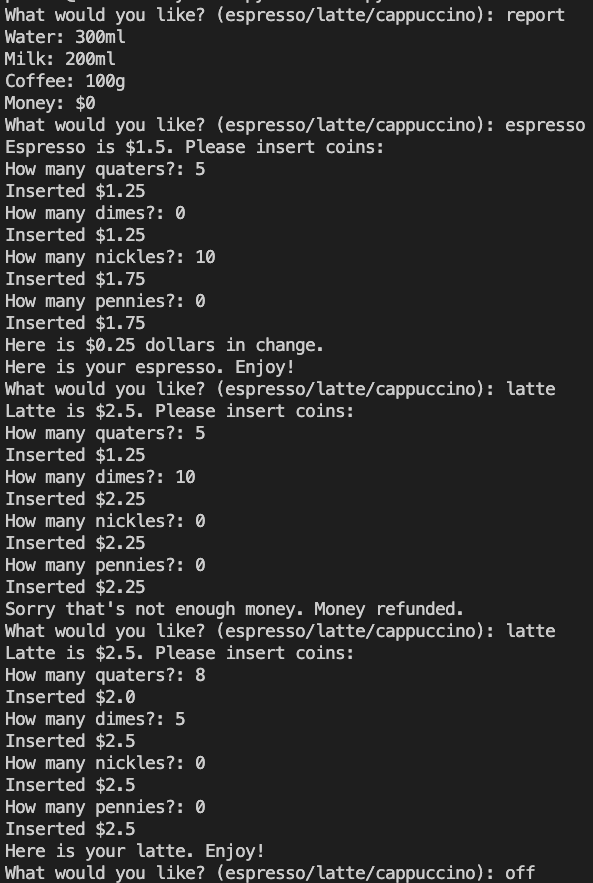 What would you like? (espresso/latte/cappuccino): report
Water: 300ml
Milk: 200ml
Coffee: 100g
Money: $0
What would you like? (espresso/latte/cappuccino): espresso
Espresso is $1.5. Please insert coins:
How many quaters?: 5
Inserted $1.25
How many dimes?: 0
Inserted $1.25
How many nickles?: 10
Inserted $1.75
How many pennies?: 0
Inserted $1.75
Here is $0.25 dollars in change.
Here is your espresso. Enjoy!
What would you like? (espresso/latte/cappuccino): latte
Latte is $2.5. Please insert coins:
How many quaters?: 5
Inserted $1.25
How many dimes?: 10
Inserted $2.25
How many nickles?: 0
Inserted $2.25
How many pennies?: 0
Inserted $2.25
Sorry that's not enough money. Money refunded.
What would you like? (espresso/latte/cappuccino): latte
Latte is $2.5. Please insert coins:
How many quaters?: 8
Inserted $2.0
How many dimes?: 5
Inserted $2.5
How many nickles?: 0
Inserted $2.5
How many pennies?: 0
Inserted $2.5
Here is your latte. Enjoy!
What would you like? (espresso/latte/cappuccino): off